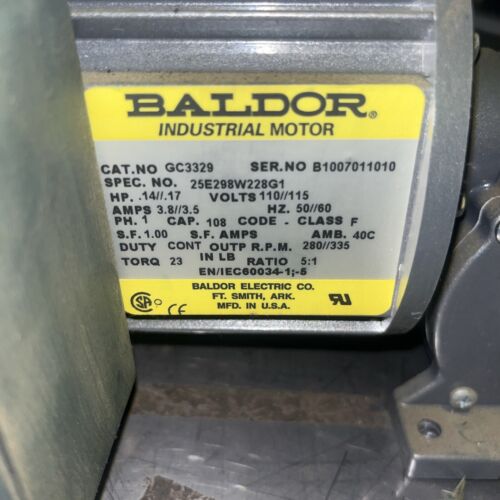 BALDOR®
INDUSTRIAL MOTOR
CAT.NO GC3329 SER.NO B1007011010
SPEC. NO. 25E298W228G1
HP. .14//.17 VOLTS 110//115
AMPS 3.8//3.5 HZ. 50//60
PH. 1 CAP. 108 CODE - CLASS F
S.F. 1.00 S.F. AMPS AMB. 40C
DUTY CONT OUTP R.P.M. 280//335
TORQ 23 IN LB RATIO 5:1
EN/IEC60034-1;-5
BALDOR ELECTRIC CO.
FT. SMITH, ARK.
MFD. IN U.S.A.
SA
CE
RU